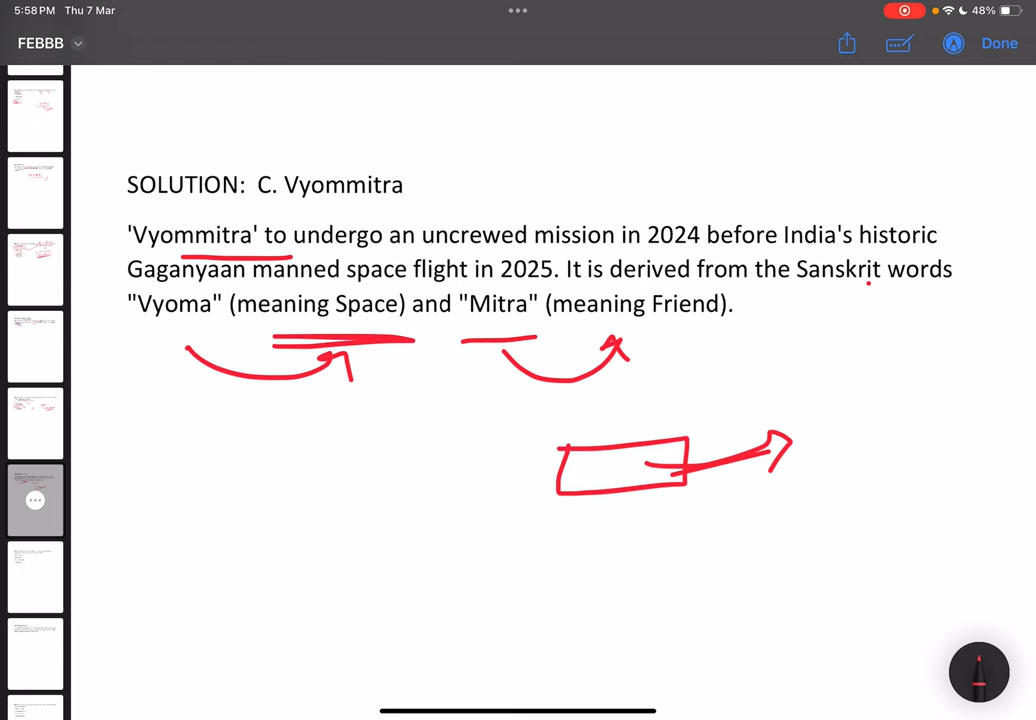 5:58 PM Thu 7 Mar
48%
FEBBB
Done
SOLUTION: C. Vyommitra
'Vyommitra' to undergo an uncrewed mission in 2024 before India's historic
Gaganyaan manned space flight in 2025. It is derived from the Sanskrit words
"Vyoma" (meaning Space) and "Mitra" (meaning Friend).